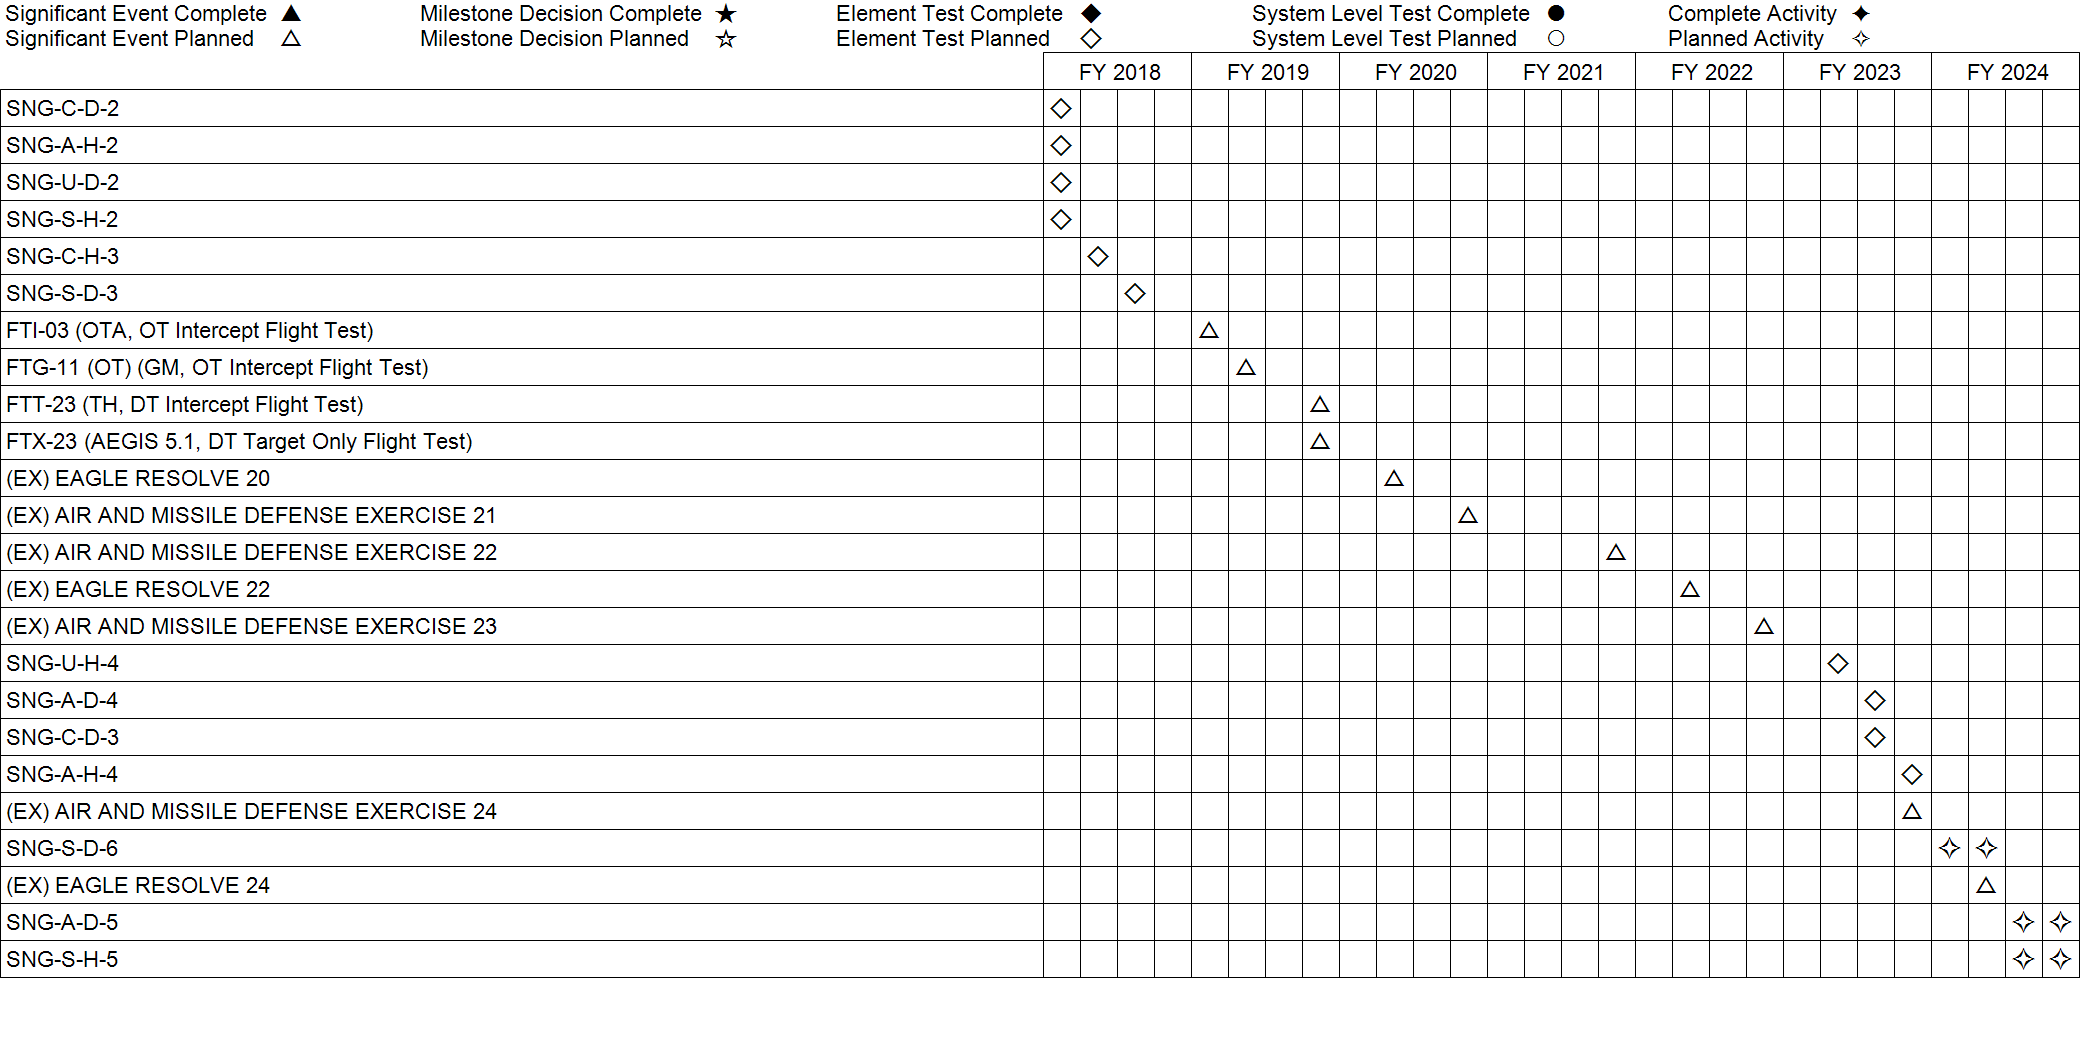 Significant Event Complete ▲ Milestone Decision Complete ★ Element Test Complete ◆ System Level Test Complete ● Complete Activity ✦
Significant Event Planned △ Milestone Decision Planned ☆ Element Test Planned ◇ System Level Test Planned ○ Planned Activity ✧
FY 2018 FY 2019 FY 2020 FY 2021 FY 2022 FY 2023 FY 2024
SNG-C-D-2 ◇
SNG-A-H-2 ◇
SNG-U-D-2 ◇
SNG-S-H-2 ◇
SNG-C-H-3 ◇
SNG-S-D-3 ◇
FTI-03 (OTA, OT Intercept Flight Test) △
FTG-11 (OT) (GM, OT Intercept Flight Test) △
FTT-23 (TH, DT Intercept Flight Test) △
FTX-23 (AEGIS 5.1, DT Target Only Flight Test) △
(EX) EAGLE RESOLVE 20 △
(EX) AIR AND MISSILE DEFENSE EXERCISE 21 △
(EX) AIR AND MISSILE DEFENSE EXERCISE 22 △
(EX) EAGLE RESOLVE 22 △
(EX) AIR AND MISSILE DEFENSE EXERCISE 23 △
SNG-U-H-4 ◇
SNG-A-D-4 ◇
SNG-C-D-3 ◇
SNG-A-H-4 ◇
(EX) AIR AND MISSILE DEFENSE EXERCISE 24 △
SNG-S-D-6 ✧ ✧
(EX) EAGLE RESOLVE 24 △
SNG-A-D-5 ✧ ✧
SNG-S-H-5 ✧ ✧